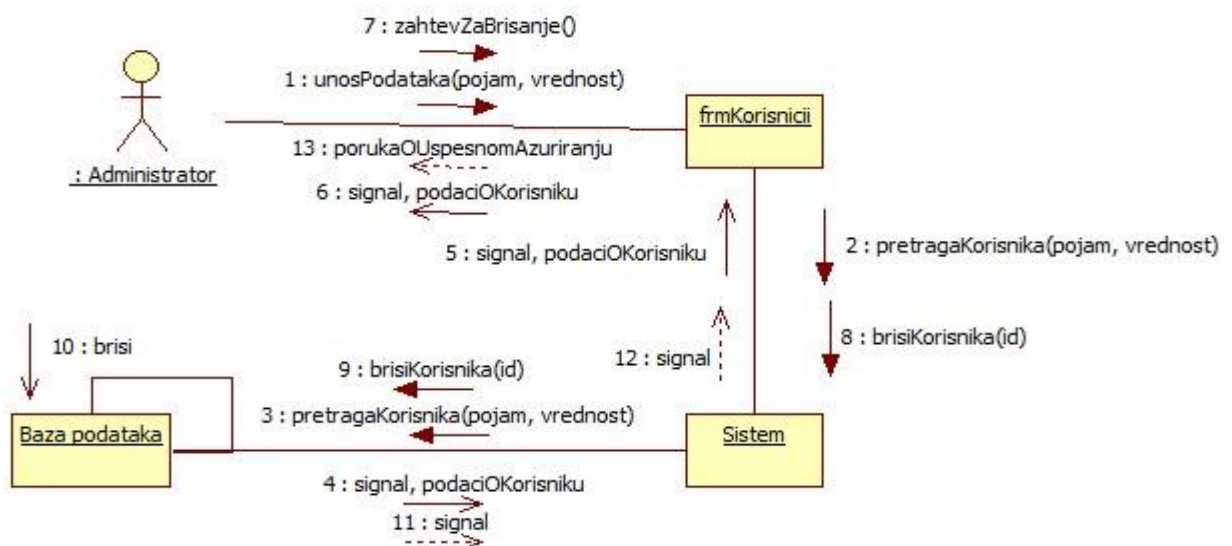 7 : zahtevZaBrisanje()
1 : unosPodataka(pojam, vrednost)
frmKorisnicii
13 : porukaOUspesnomAzuriranju
: Administrator
6 : signal, podaciOKorisniku
5 : signal, podaciOKorisniku
2 : pretragaKorisnika(pojam, vrednost)
10 : brisi
12 : signal
8 : brisiKorisnika(id)
9 : brisiKorisnika(id)
3 : pretragaKorisnika(pojam, vrednost)
Baza podataka
Sistem
4 : signal, podaciOKorisniku
11 : signal